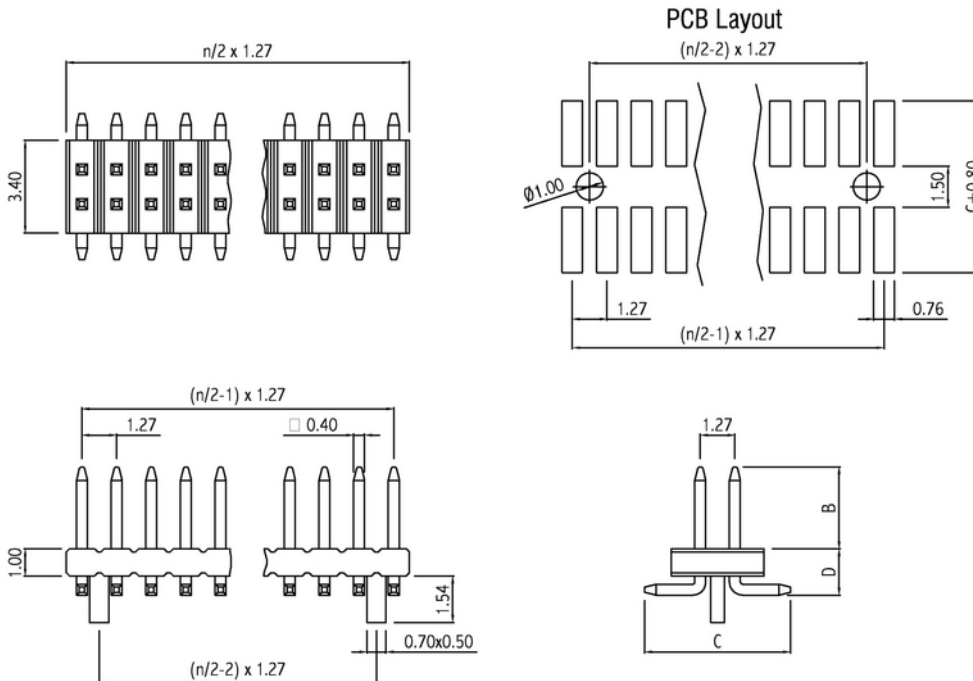 PCB Layout
n/2 x 1.27
(n/2-2) x 1.27
3.40
Ø1.00
1.50
C+0.80
1.27
0.76
(n/2-1) x 1.27
(n/2-1) x 1.27
1.27
□ 0.40
1.27
B
1.00
D
1.54
0.70x0.50
C
(n/2-2) x 1.27